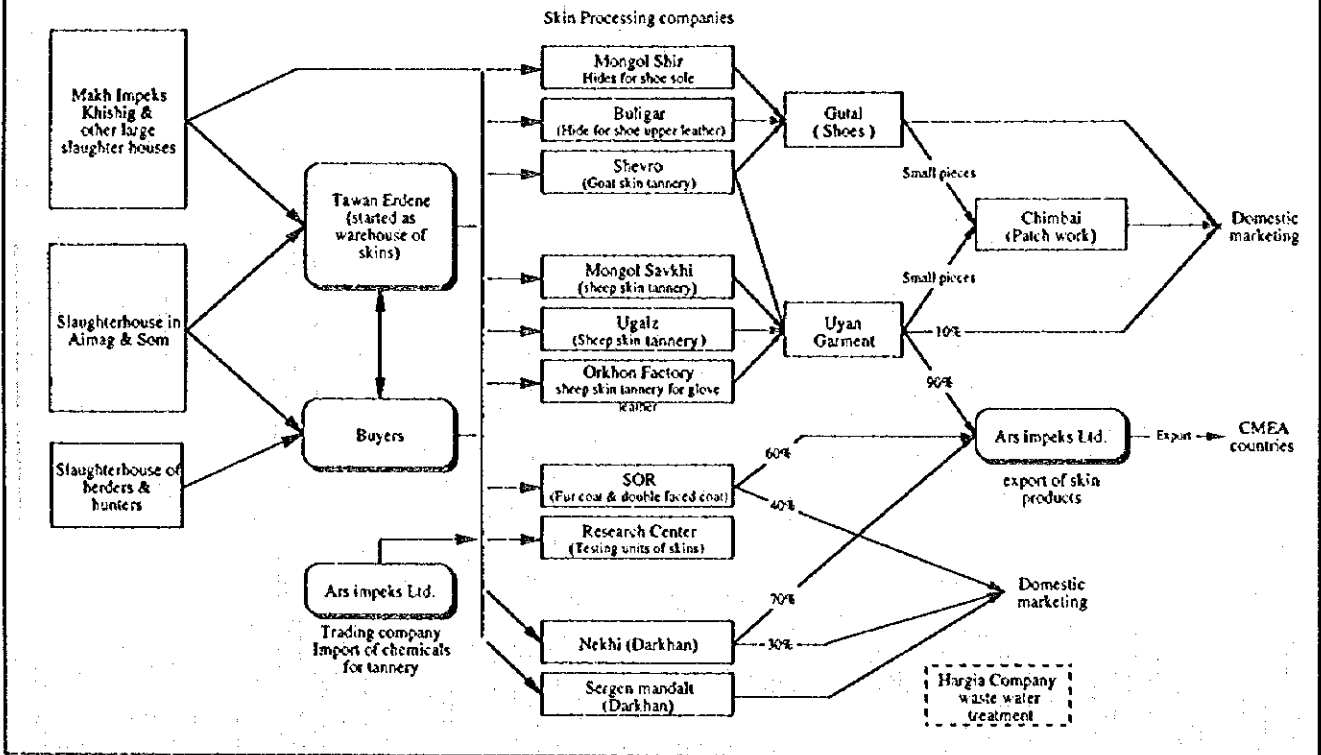 Skin Processing companies
Makh Impeks
Khishig &
other large
slaughter houses
Slaughterhouse in
Aimag & Som
Slaughterhouse of
herders &
hunters
Tawan Erdene
(started as
warehouse of
skins)
Buyers
Ars impeks Ltd.
Trading company
Import of chemicals
for tannery
Mongol Shir
Hides for shoe sole
Buligar
(Hide for shoe upper leather)
Shevro
(Goat skin tannery)
Mongol Savkhi
(sheep skin tannery)
Ugalz
(Sheep skin tannery)
Orkhon Factory
sheep skin tannery for glove
leather
SOR
(Fur coat & double faced coat)
Research Center
(Testing units of skins)
Nekhi (Darkhan)
Sergen mandalt
(Darkhan)
Gutal
(Shoes)
Small pieces
Chimbai
(Patch work)
Small pieces
Uyan
Garment
10%
90%
Domestic
marketing
Ars impeks Ltd.
export of skin
products
Export
CMEA
countries
60%
40%
70%
30%
Domestic
marketing
Hargia Company
waste water
treatment